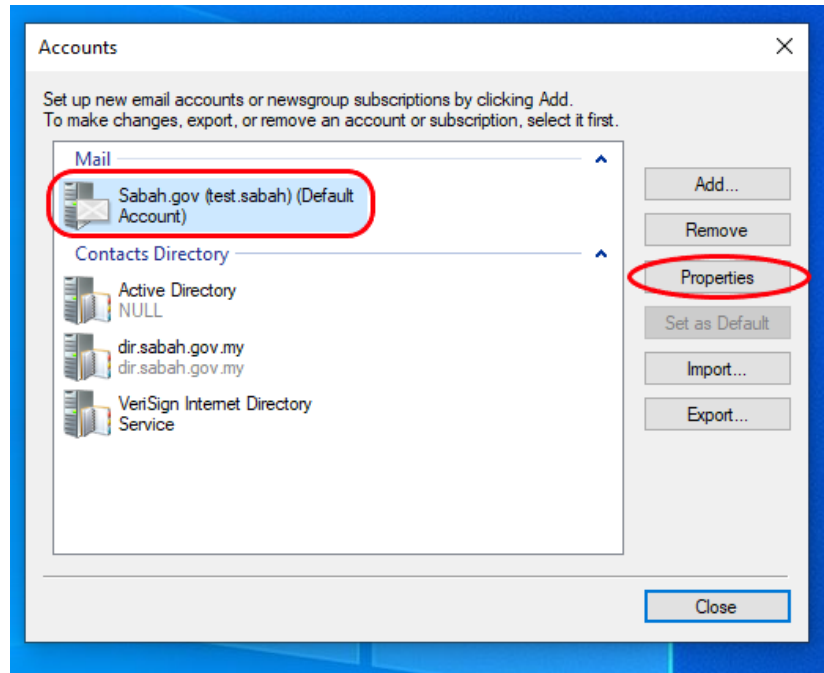 Accounts
Set up new email accounts or newsgroup subscriptions by clicking Add.
To make changes, export, or remove an account or subscription, select it first.
Mail
Sabah.gov (test.sabah) (Default
Account)
Contacts Directory
Active Directory
NULL
dir.sabah.gov.my
dir.sabah.gov.my
VeriSign Internet Directory
Service
Add...
Remove
Properties
Set as Default
Import...
Export...
Close